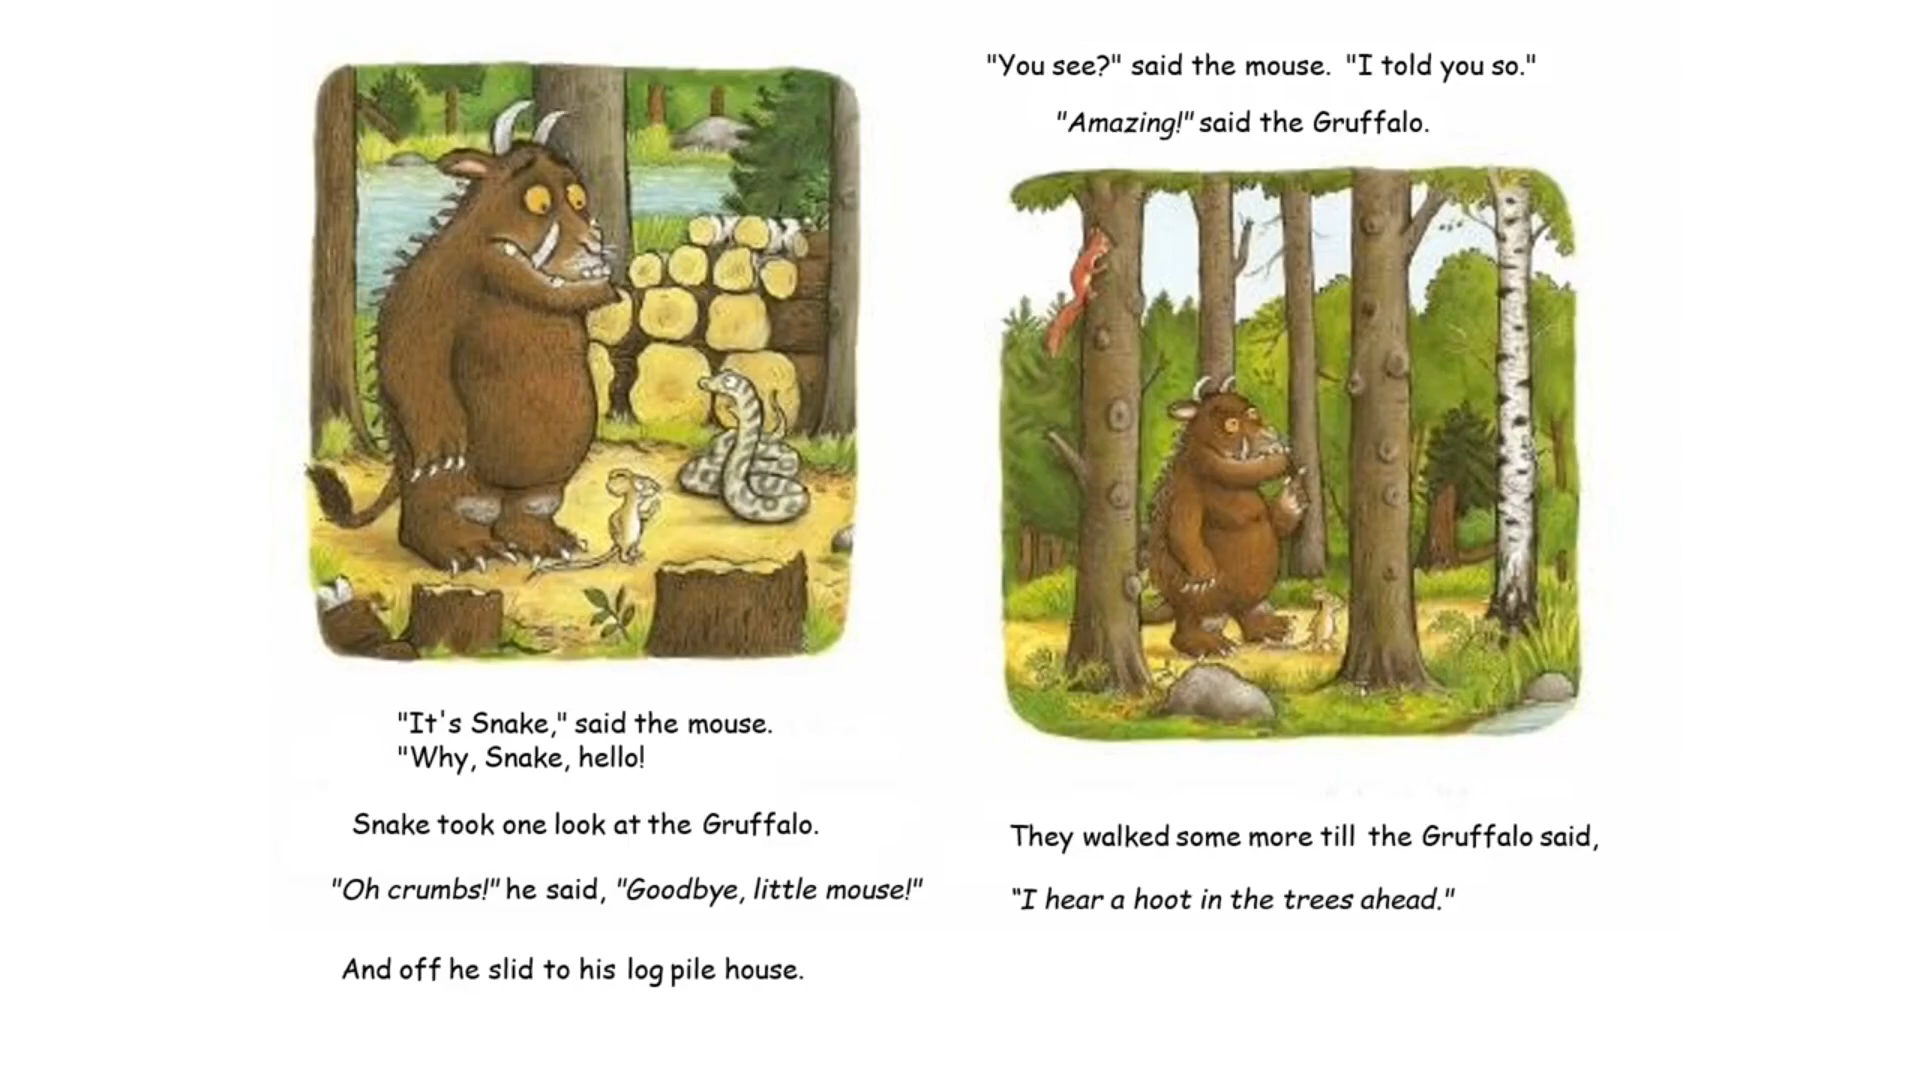 "It's Snake," said the mouse.
"Why, Snake, hello!
Snake took one look at the Gruffalo.
"Oh crumbs!" he said, "Goodbye, little mouse!"
And off he slid to his log pile house.
"You see?" said the mouse. "I told you so."
"Amazing!" said the Gruffalo.
They walked some more till the Gruffalo said,
"I hear a hoot in the trees ahead."